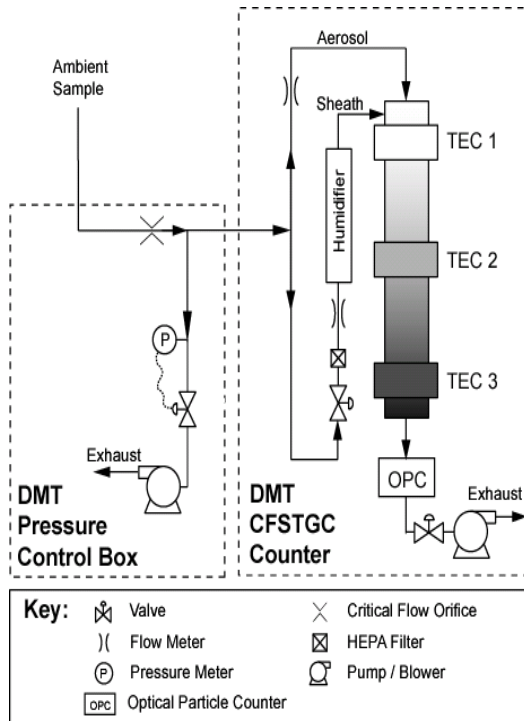 Ambient
Sample
Aerosol
Sheath
TEC 1
Humidifier
TEC 2
TEC 3
P
Exhaust
OPC
Exhaust
DMT
Pressure
Control Box
DMT
CFSTGC
Counter
Key:
Valve
Critical Flow Orifice
Flow Meter
HEPA Filter
P
Pressure Meter
Pump / Blower
OPC
Optical Particle Counter